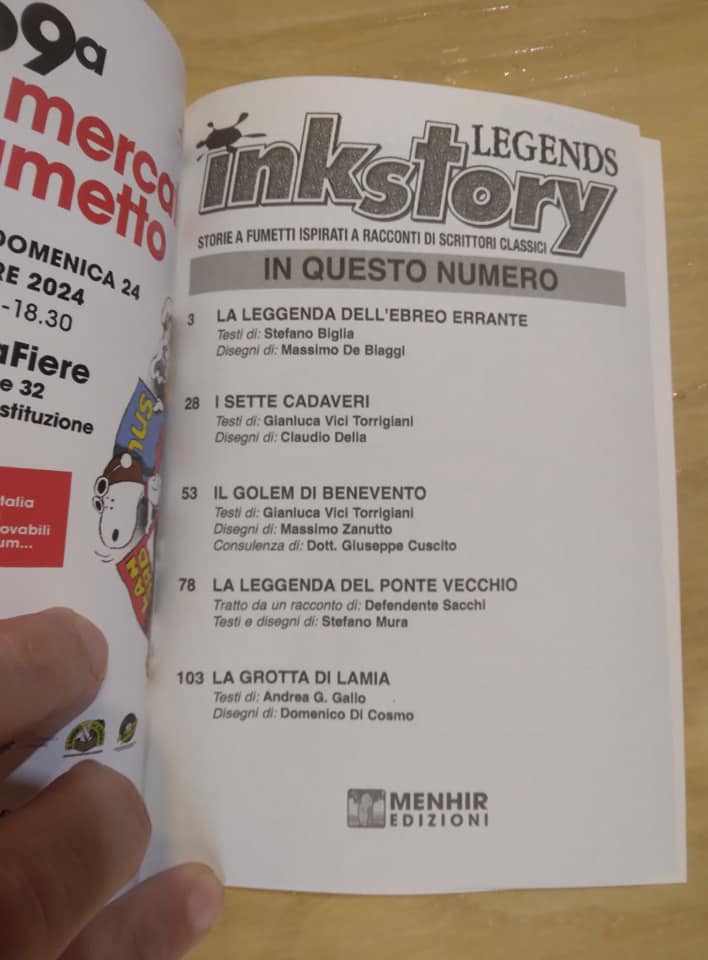 9a
merca
umetto
DOMENICA 24
RE 2024
-18.30
aFiere
e 32
stituzione
talia
ovabili
um...
inkstory LEGENDS
STORIE A FUMETTI ISPIRATI A RACCONTI DI SCRITTORI CLASSICI
IN QUESTO NUMERO
3 LA LEGGENDA DELL'EBREO ERRANTE
Testi di: Stefano Biglia
Disegni di: Massimo De Biaggi
28 I SETTE CADAVERI
Testi di: Gianluca Vici Torrigiani
Disegni di: Claudio Delia
53 IL GOLEM DI BENEVENTO
Testi di: Gianluca Vici Torrigiani
Disegni di: Massimo Zanutto
Consulenza di: Dott. Giuseppe Cuscito
78 LA LEGGENDA DEL PONTE VECCHIO
Tratto da un racconto di: Defendente Sacchi
Testi e disegni di: Stefano Mura
103 LA GROTTA DI LAMIA
Testi di: Andrea G. Gallo
Disegni di: Domenico Di Cosmo
MENHIR
EDIZIONI